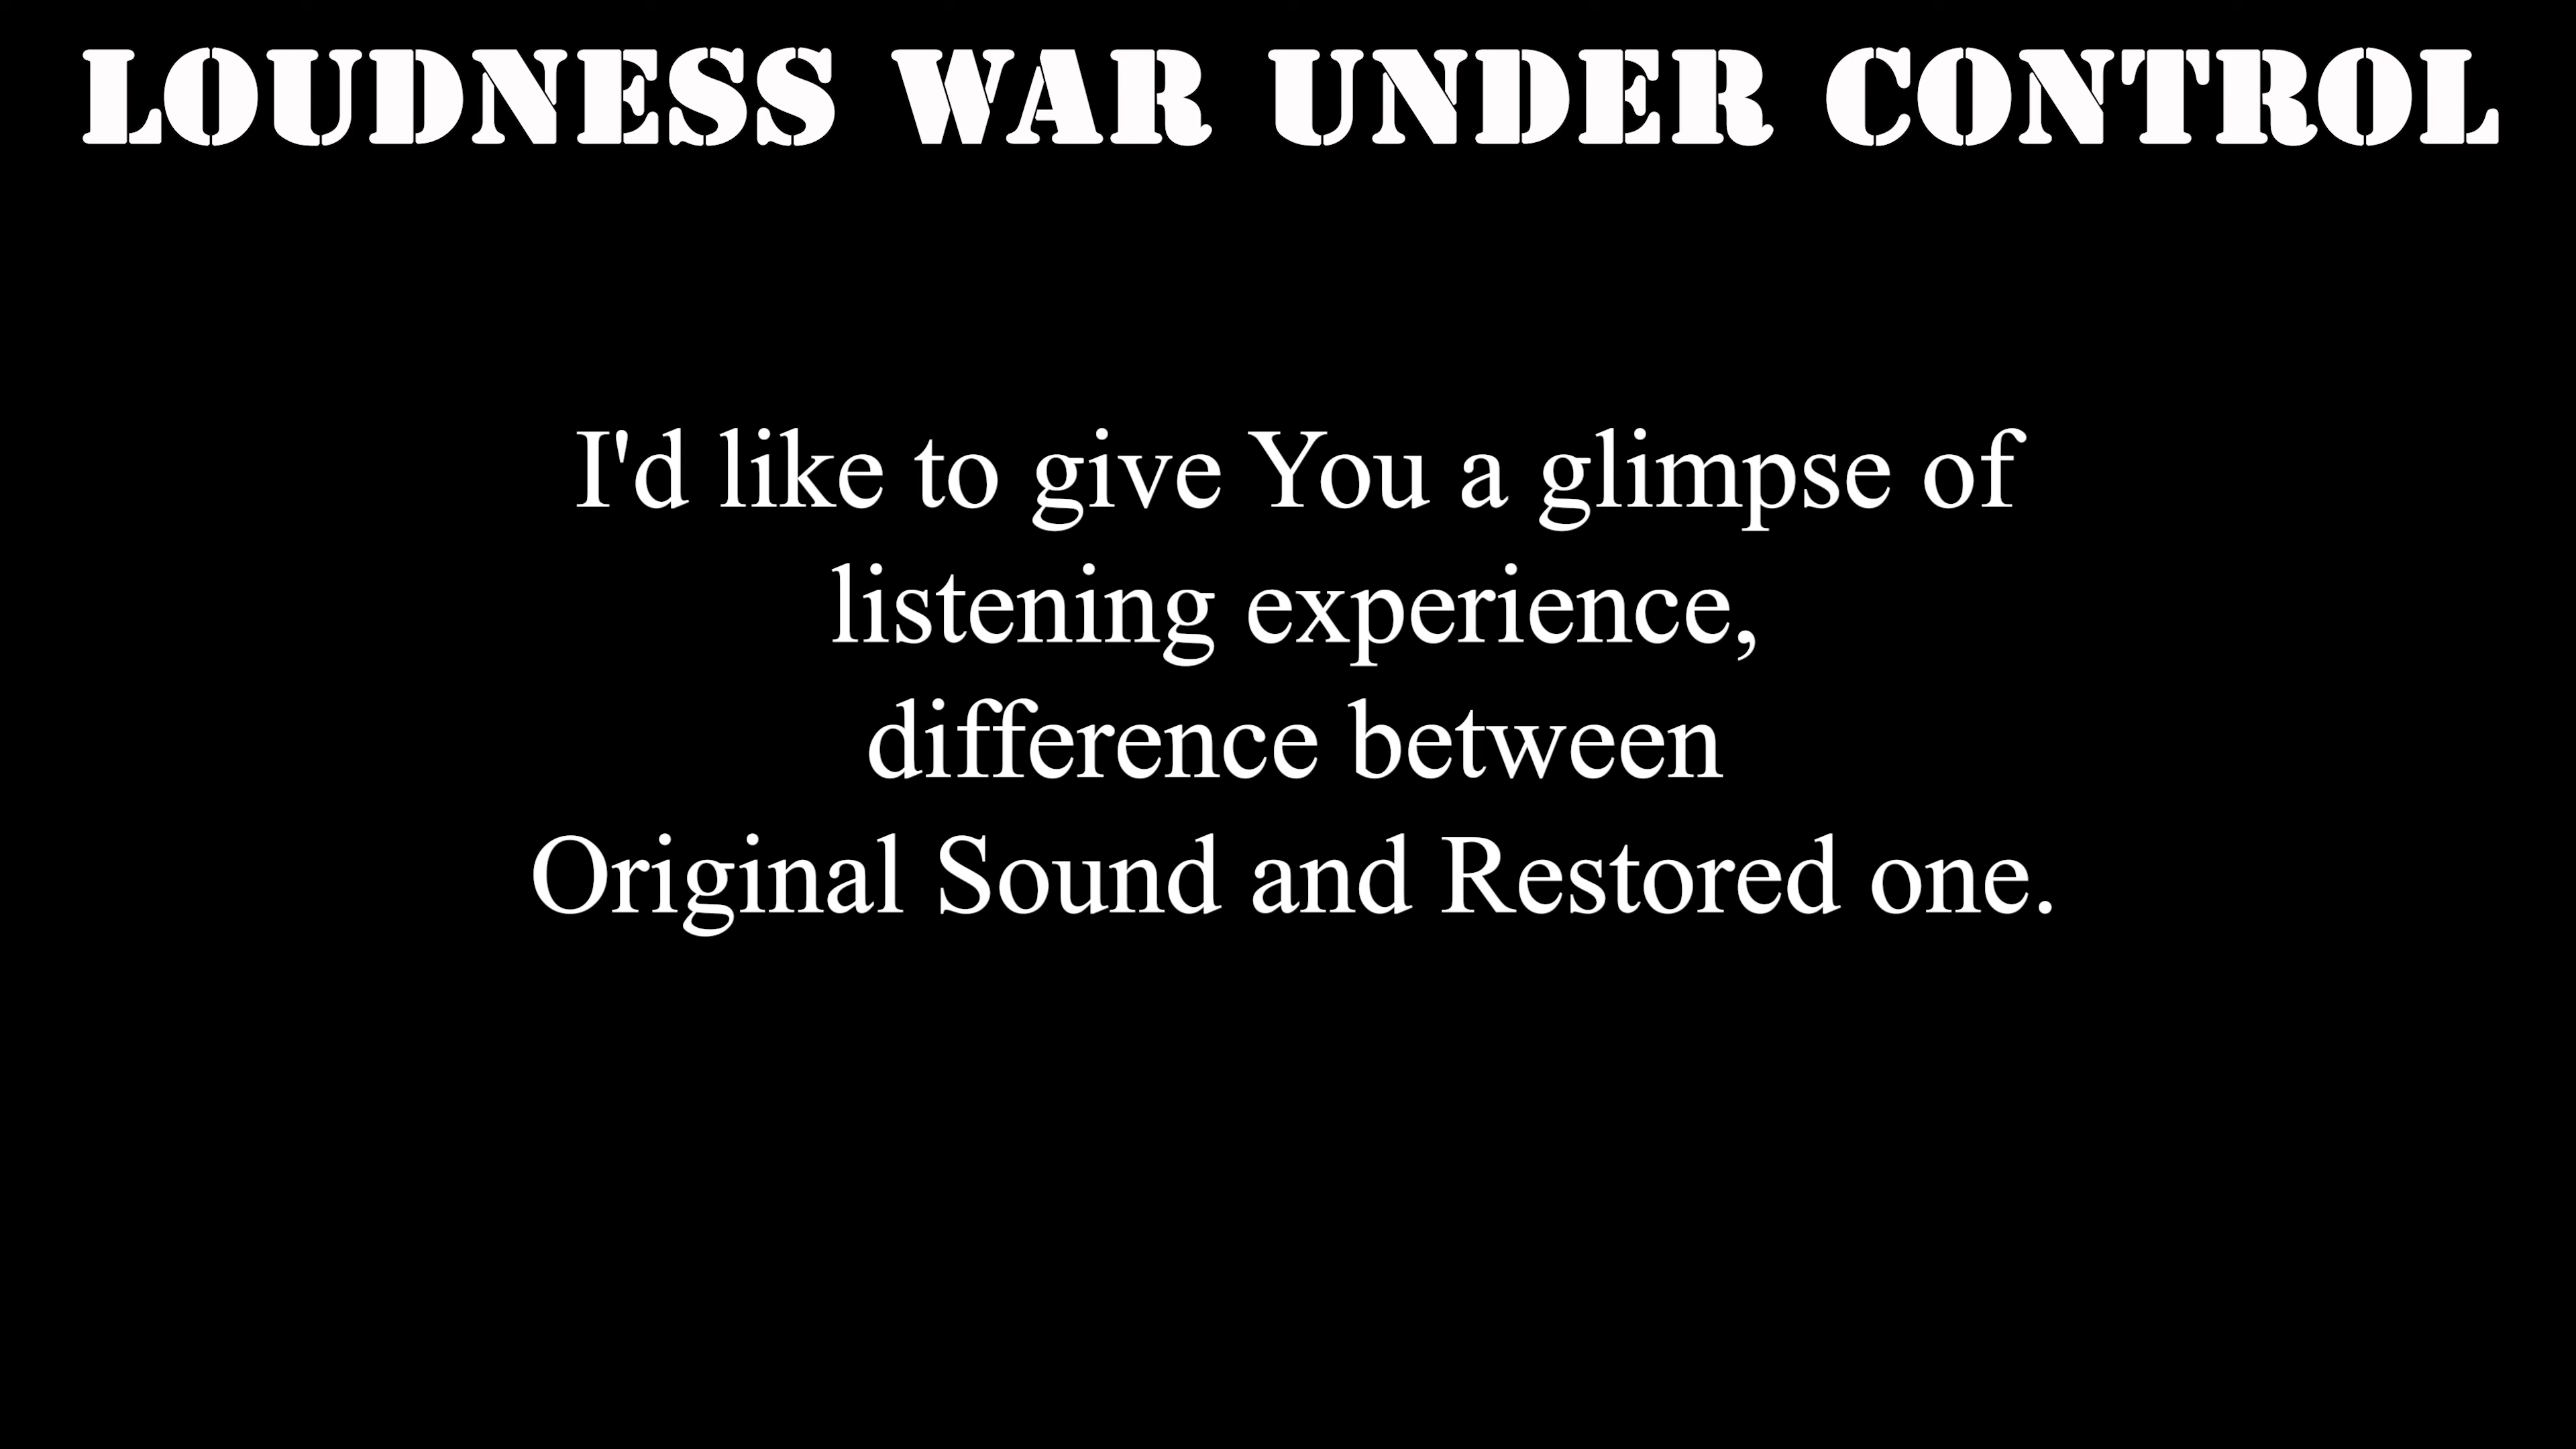 LOUDNESS WAR UNDER CONTROL
I'd like to give You a glimpse of
listening experience,
difference between
Original Sound and Restored one.